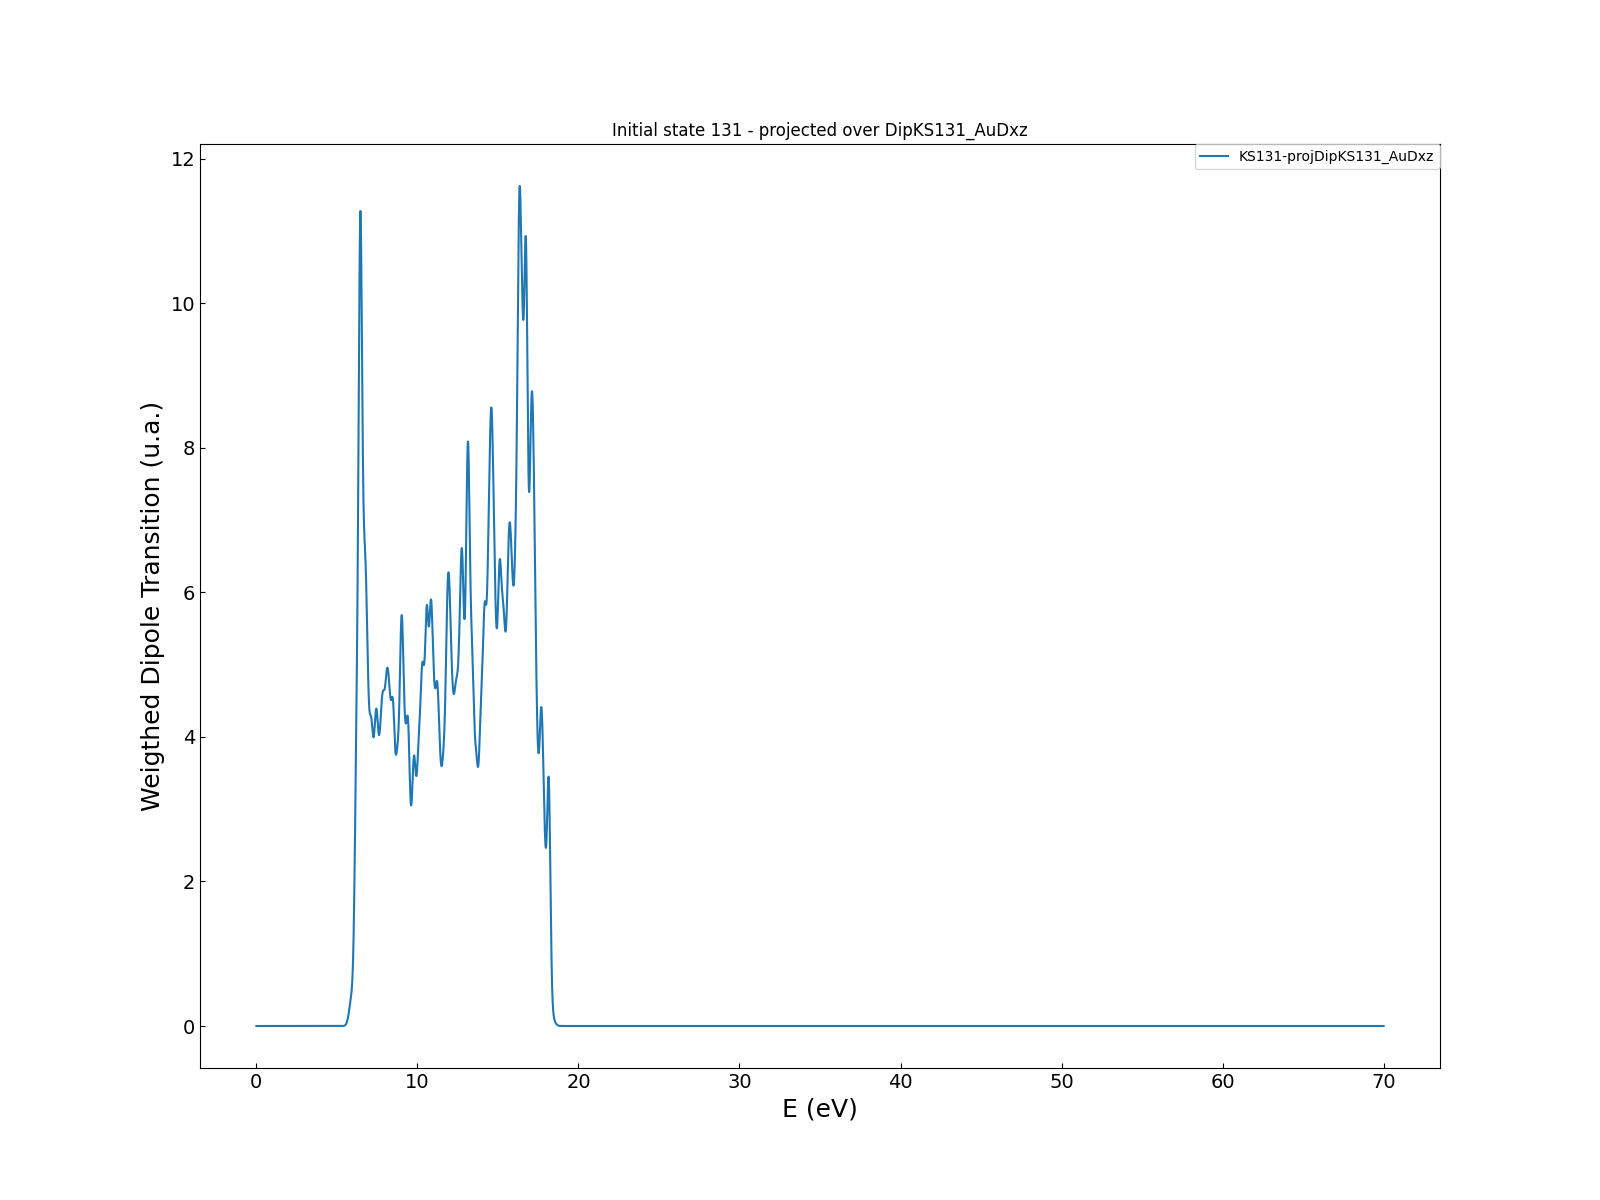 Initial state 131 - projected over DipKS131_AuDxz
KS131-projDipKS131_AuDxz
12
10
8
6
4
2
0
Weigthed Dipole Transition (u.a.)
0 10 20 30 40 50 60 70
E (eV)